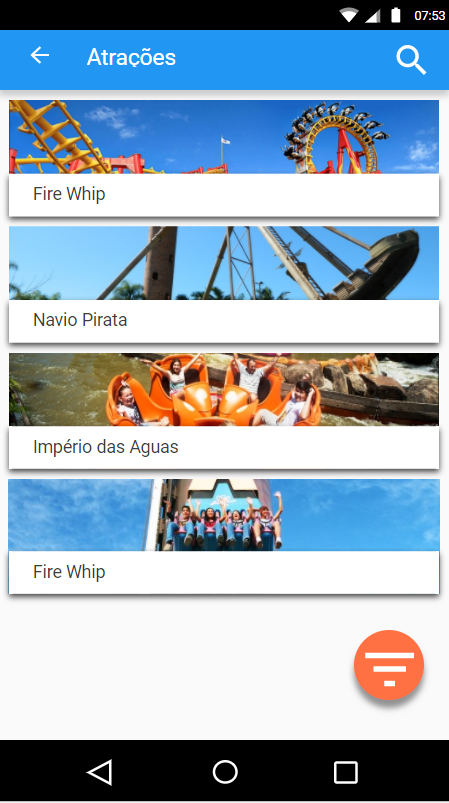 07:53
Atrações
Fire Whip
Navio Pirata
Império das Aguas
Fire Whip